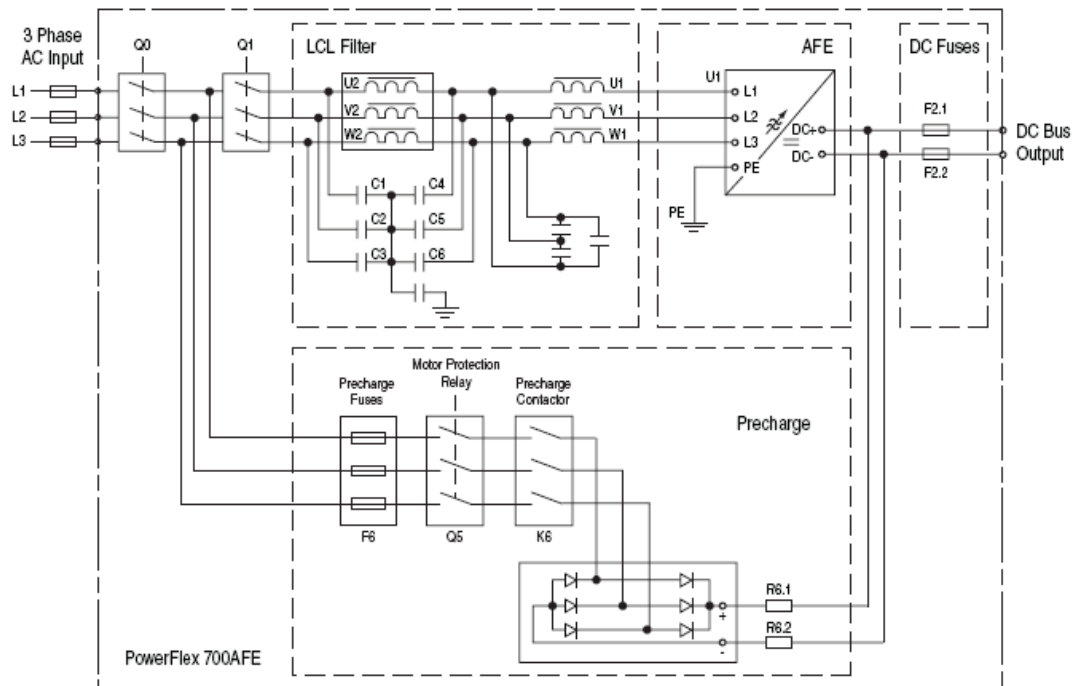 3 Phase
AC Input
Q0
Q1
LCL Filter
AFE
DC Fuses
L1
L2
L3
U2
V2
W2
U1
V1
W1
U1
L1
L2
L3
PE
DC+
DC-
F2.1
F2.2
DC Bus
Output
PE
C1
C4
C2
C5
C3
C6
Motor Protection
Relay
Precharge
Fuses
Precharge
Contactor
Precharge
F6
Q5
K6
R6.1
R6.2
+
-
PowerFlex 700AFE